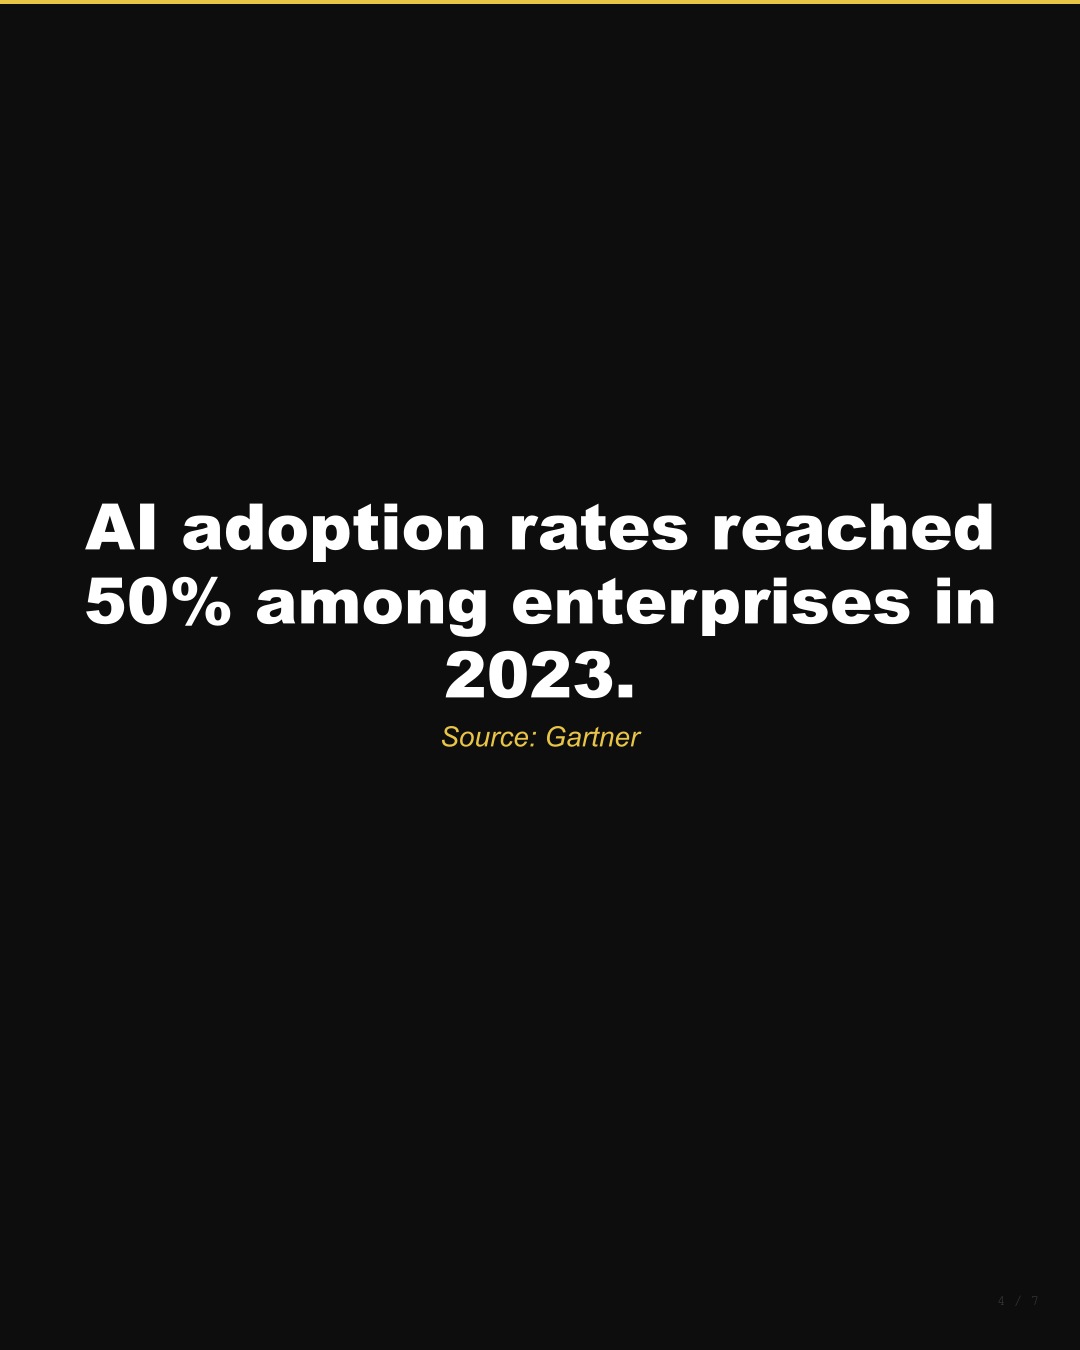 AI adoption rates reached
50% among enterprises in
2023.
Source: Gartner
4 / 7